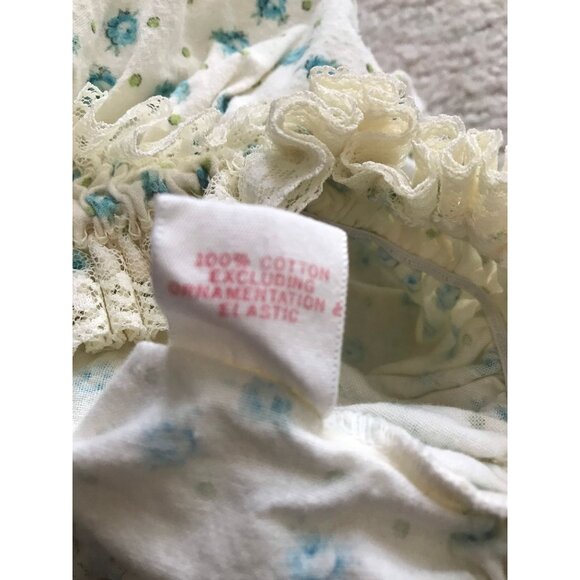 100% COTTON
EXCLUDING
ORNAMENTATION &
ELASTIC